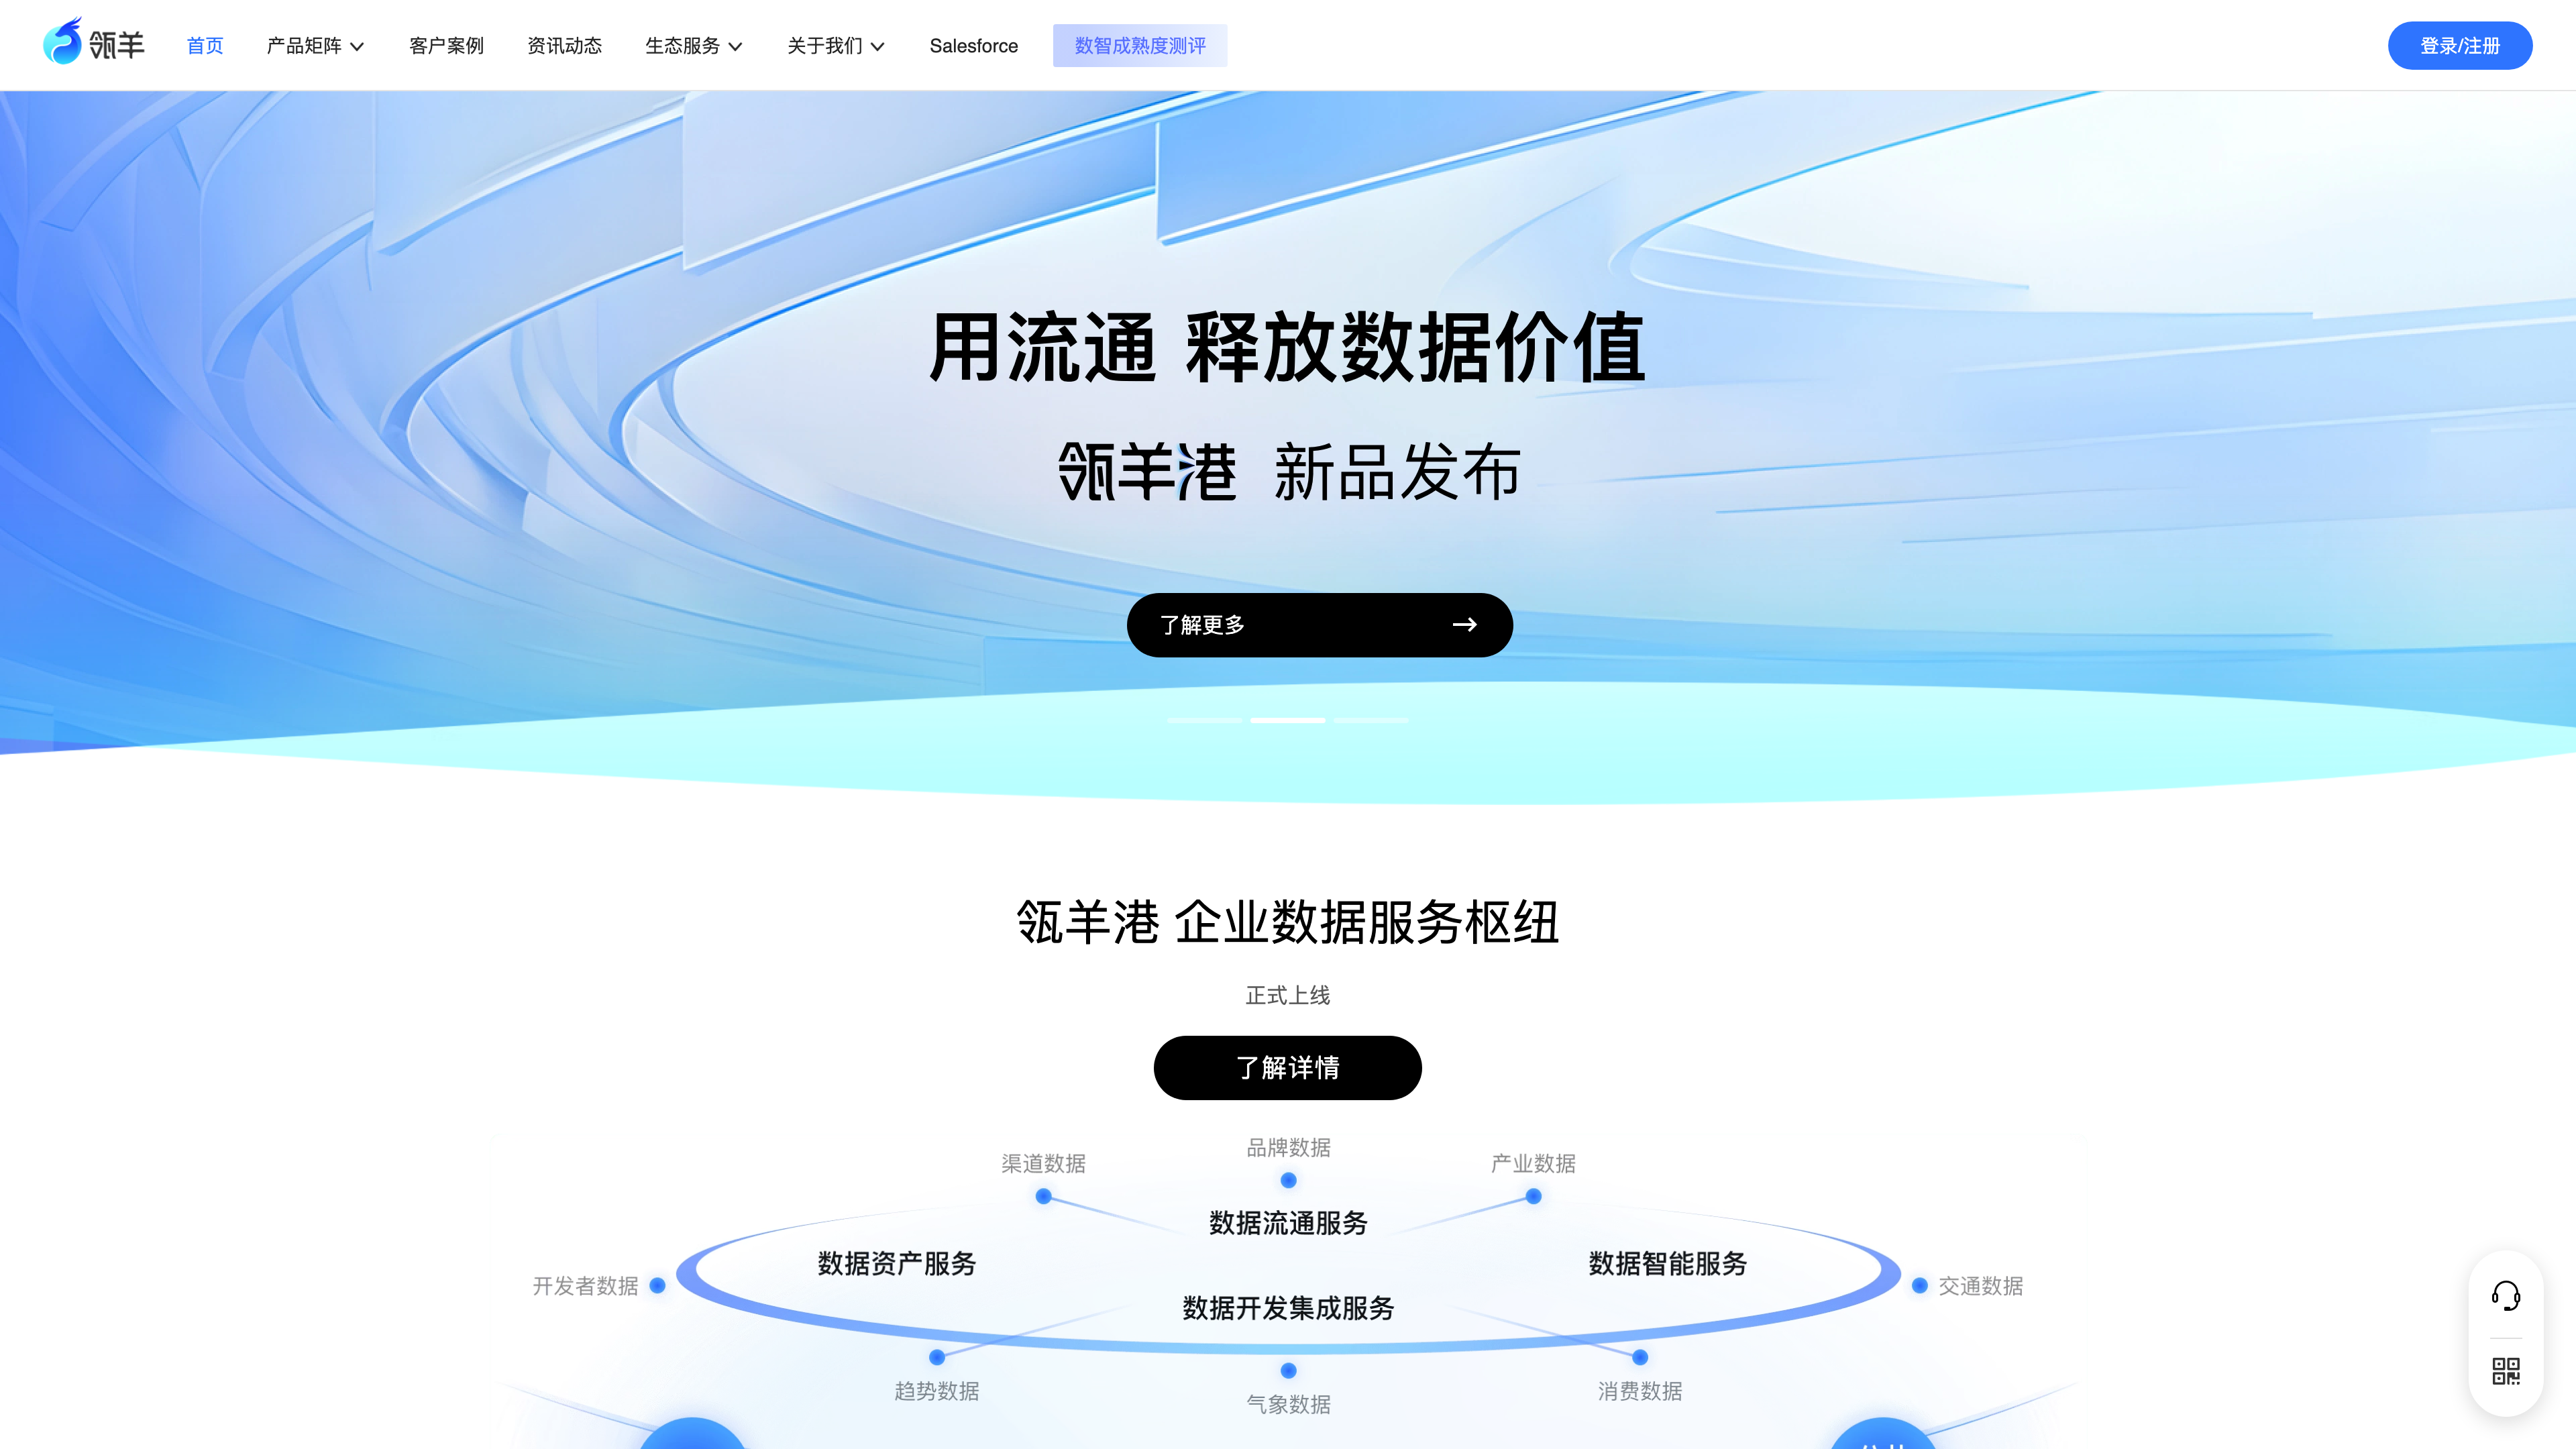 瓴羊
首页 产品矩阵 客户案例 资讯动态 生态服务 关于我们 Salesforce 数智成熟度测评 登录/注册
用流通 释放数据价值
瓴羊港 新品发布
了解更多
瓴羊港 企业数据服务枢纽
正式上线
了解详情
品牌数据
渠道数据 产业数据
数据流通服务
数据资产服务 数据智能服务
开发者数据 交通数据
数据开发集成服务
趋势数据 消费数据
气象数据